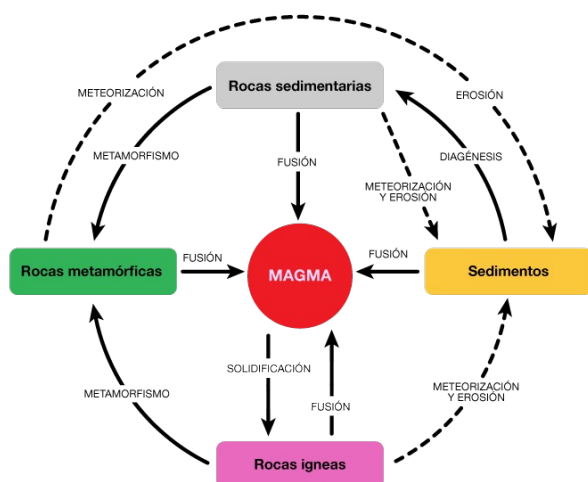 METEORIZACIÓN
EROSIÓN
Rocas sedimentarias
METAMORFISMO
FUSIÓN
DIAGÉNESIS
METEORIZACIÓN
Y EROSIÓN
Rocas metamórficas
FUSIÓN
MAGMA
FUSIÓN
Sedimentos
SOLIDIFICACIÓN
METAMORFISMO
FUSIÓN
METEORIZACIÓN
Y EROSIÓN
Rocas igneas